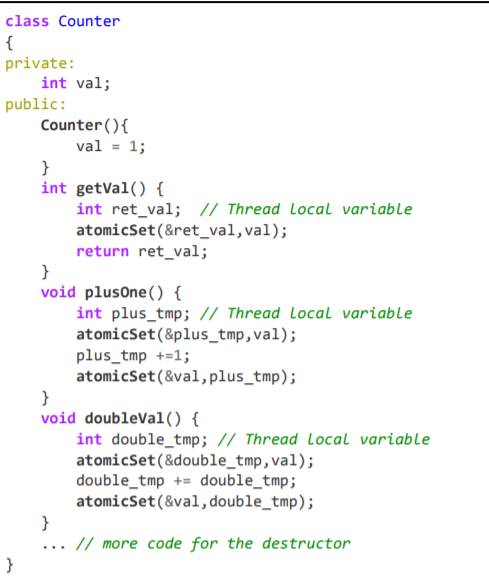 class Counter
{
private:
    int val;
public:
    Counter(){
        val = 1;
    }
    int getVal() {
        int ret_val;  // Thread local variable
        atomicSet(&ret_val,val);
        return ret_val;
    }
    void plusOne() {
        int plus_tmp; // Thread local variable
        atomicSet(&plus_tmp,val);
        plus_tmp +=1;
        atomicSet(&val,plus_tmp);
    }
    void doubleVal() {
        int double_tmp; // Thread local variable
        atomicSet(&double_tmp,val);
        double_tmp += double_tmp;
        atomicSet(&val,double_tmp);
    }
    ... // more code for the destructor
}